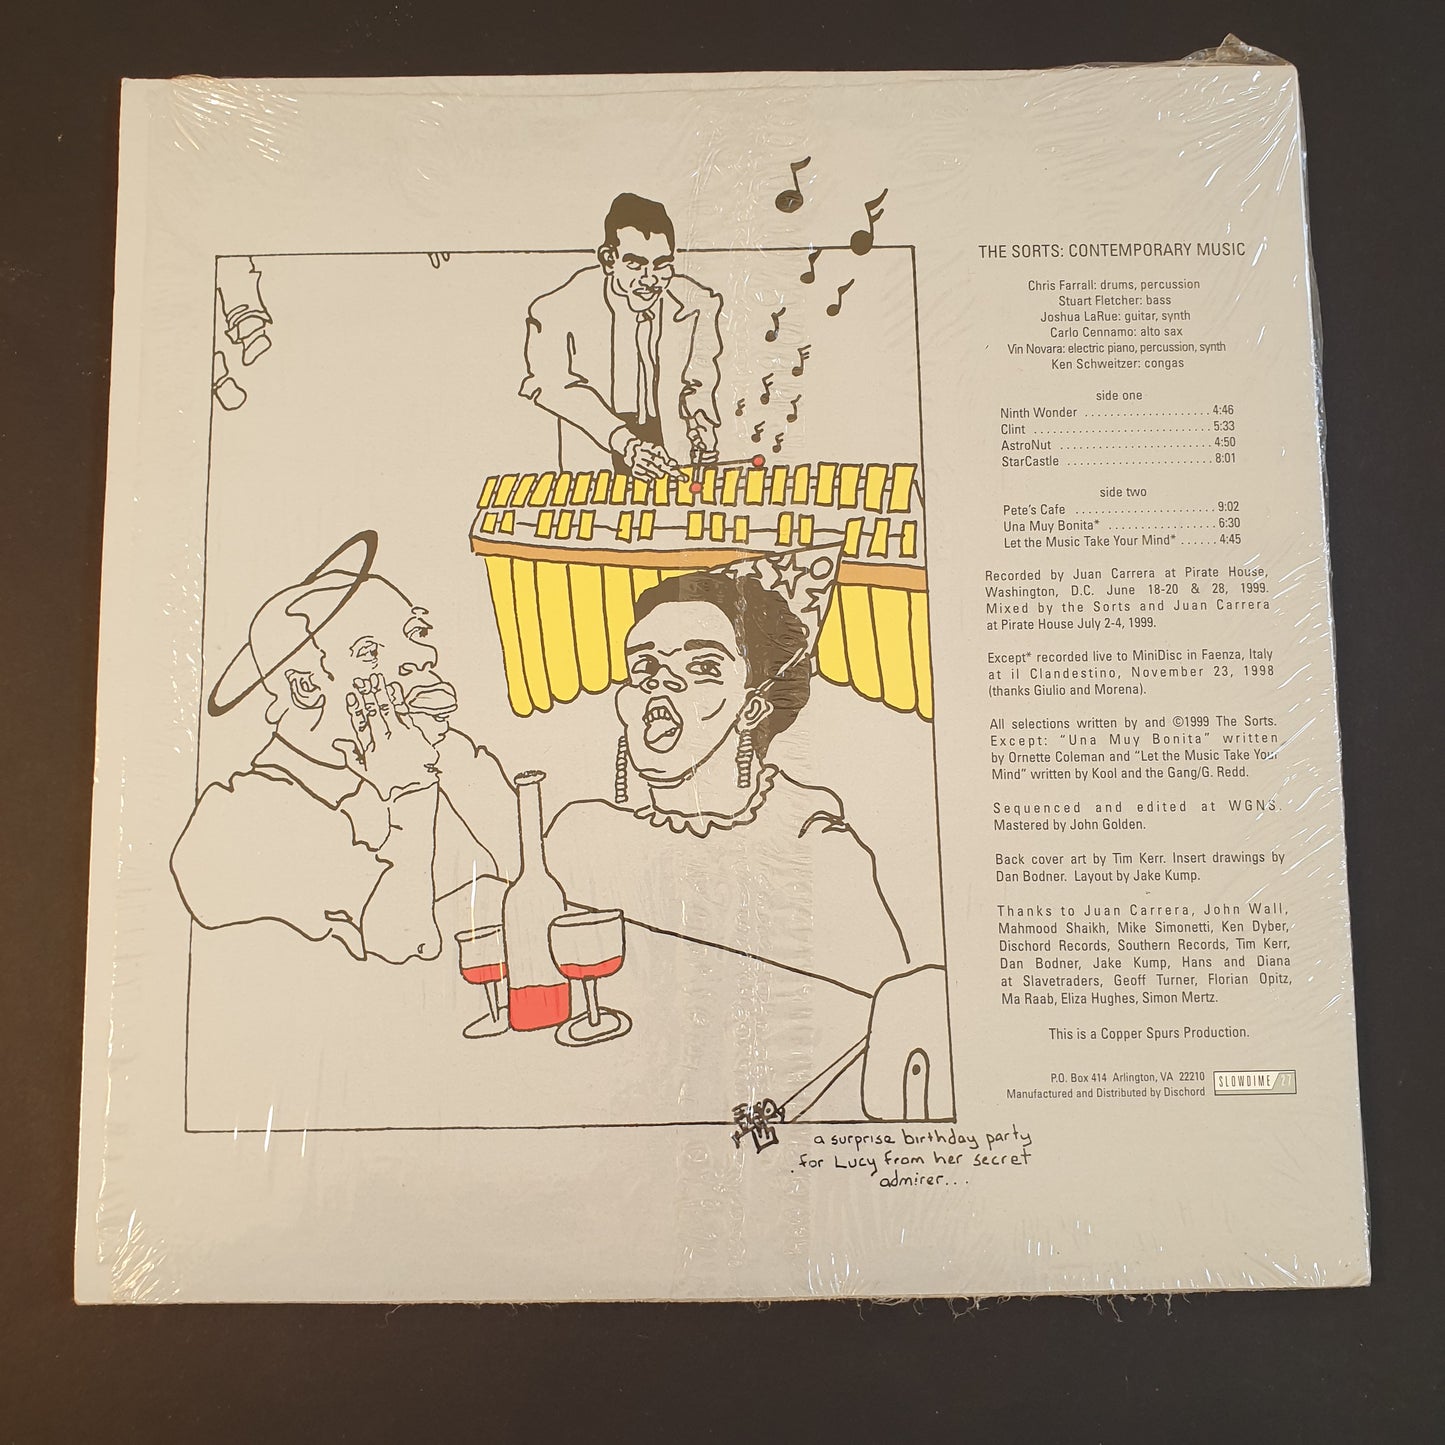 THE SORTS: CONTEMPORARY MUSIC
Chris Farrall: drums, percussion
Stuart Fletcher: bass
Joshua LaRue: guitar, synth
Carlo Cennamo: alto sax
Vin Novara: electric piano, percussion, synth
Ken Schweitzer: congas
side one
Ninth Wonder .................... 4:46
Clint ............................ 5:33
AstroNut ........................ 4:50
StarCastle ....................... 8:01
side two
Pete's Cafe ...................... 9:02
Una Muy Bonita* ................. 6:30
Let the Music Take Your Mind* ...... 4:45
Recorded by Juan Carrera at Pirate House,
Washington, D.C. June 18-20 & 28, 1999.
Mixed by the Sorts and Juan Carrera
at Pirate House July 2-4, 1999.
Except* recorded live to MiniDisc in Faenza, Italy
at il Clandestino, November 23, 1998
(thanks Giulio and Morena).
All selections written by and ©1999 The Sorts.
Except: "Una Muy Bonita" written
by Ornette Coleman and "Let the Music Take Your
Mind" written by Kool and the Gang/G. Redd.
Sequenced and edited at WGNS.
Mastered by John Golden.
Back cover art by Tim Kerr. Insert drawings by
Dan Bodner. Layout by Jake Kump.
Thanks to Juan Carrera, John Wall,
Mahmood Shaikh, Mike Simonetti, Ken Dyber,
Dischord Records, Southern Records, Tim Kerr,
Dan Bodner, Jake Kump, Hans and Diana
at Slavetraders, Geoff Turner, Florian Opitz,
Ma Raab, Eliza Hughes, Simon Mertz.
This is a Copper Spurs Production.
P.O. Box 414 Arlington, VA 22210
Manufactured and Distributed by Dischord
SLOWDIME/27
a surprise birthday party
for Lucy from her secret
admirer...